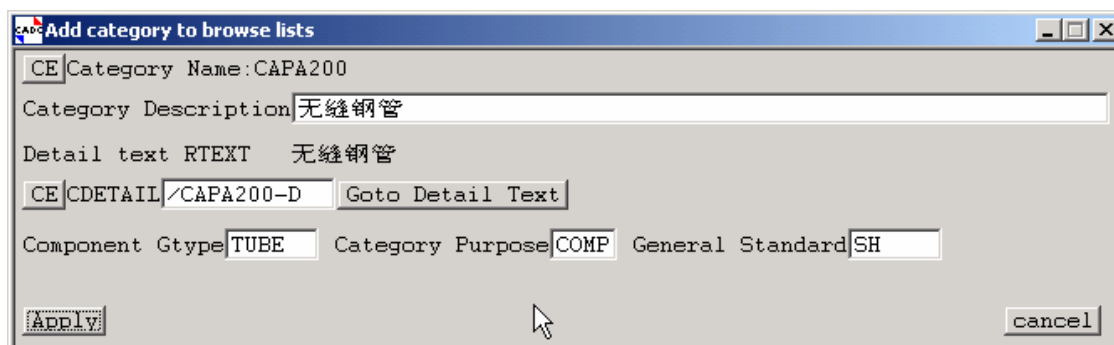 CADC Add category to browse lists
CE Category Name:CAPA200
Category Description 无缝钢管
Detail text RTEXT 无缝钢管
CE CDETAIL /CAPA200-D Goto Detail Text
Component Gtype TUBE Category Purpose COMP General Standard SH
Apply cancel